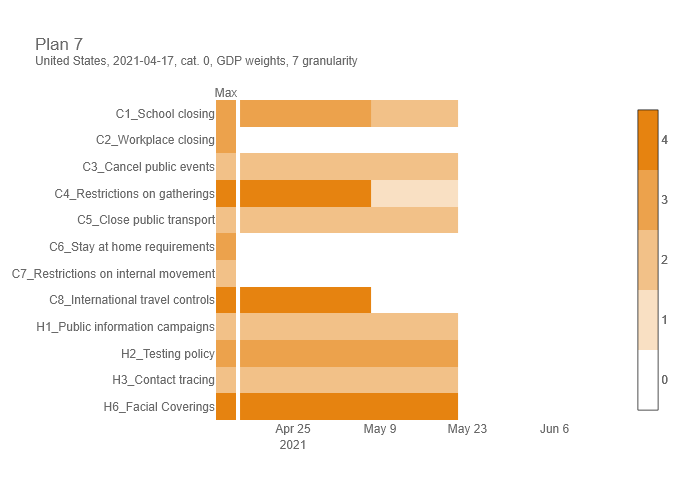 Plan 7
United States, 2021-04-17, cat. 0, GDP weights, 7 granularity
Max
C1_School closing
C2_Workplace closing
C3_Cancel public events
C4_Restrictions on gatherings
C5_Close public transport
C6_Stay at home requirements
C7_Restrictions on internal movement
C8_International travel controls
H1_Public information campaigns
H2_Testing policy
H3_Contact tracing
H6_Facial Coverings
Apr 25 May 9 May 23 Jun 6
2021
4
3
2
1
0